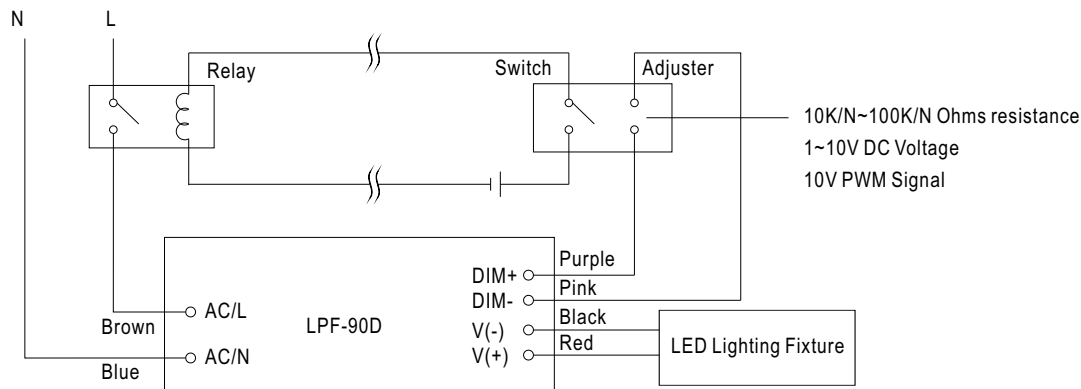 N
L
Relay
Switch
Adjuster
10K/N~100K/N Ohms resistance
1~10V DC Voltage
10V PWM Signal
Purple
DIM+
Pink
DIM-
Black
AC/L
LPF-90D
V(-)
Red
LED Lighting Fixture
Brown
AC/N
V(+)
Blue